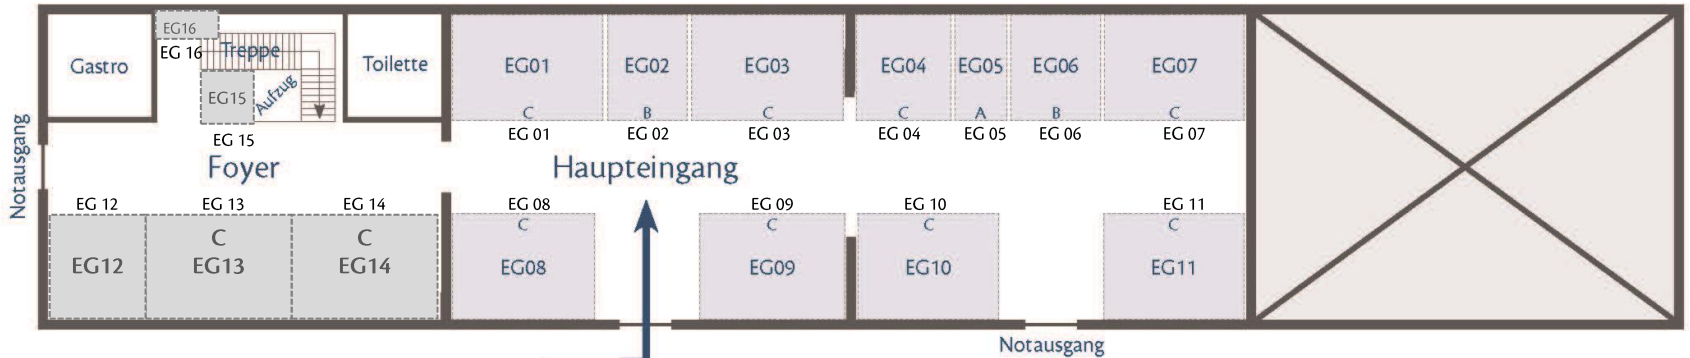 EG16
EG 16
Treppe
Gastro
Toilette
EG15
Aufzug
EG 15
EG01
EG02
EG03
EG04
EG05
EG06
EG07
C
B
C
C
A
B
C
EG 01
EG 02
EG 03
EG 04
EG 05
EG 06
EG 07
Notausgang
Foyer
Haupteingang
EG 12
EG 13
EG 14
EG 08
EG 09
EG 10
EG 11
C
C
C
C
C
C
EG12
EG13
EG14
EG08
EG09
EG10
EG11
Notausgang